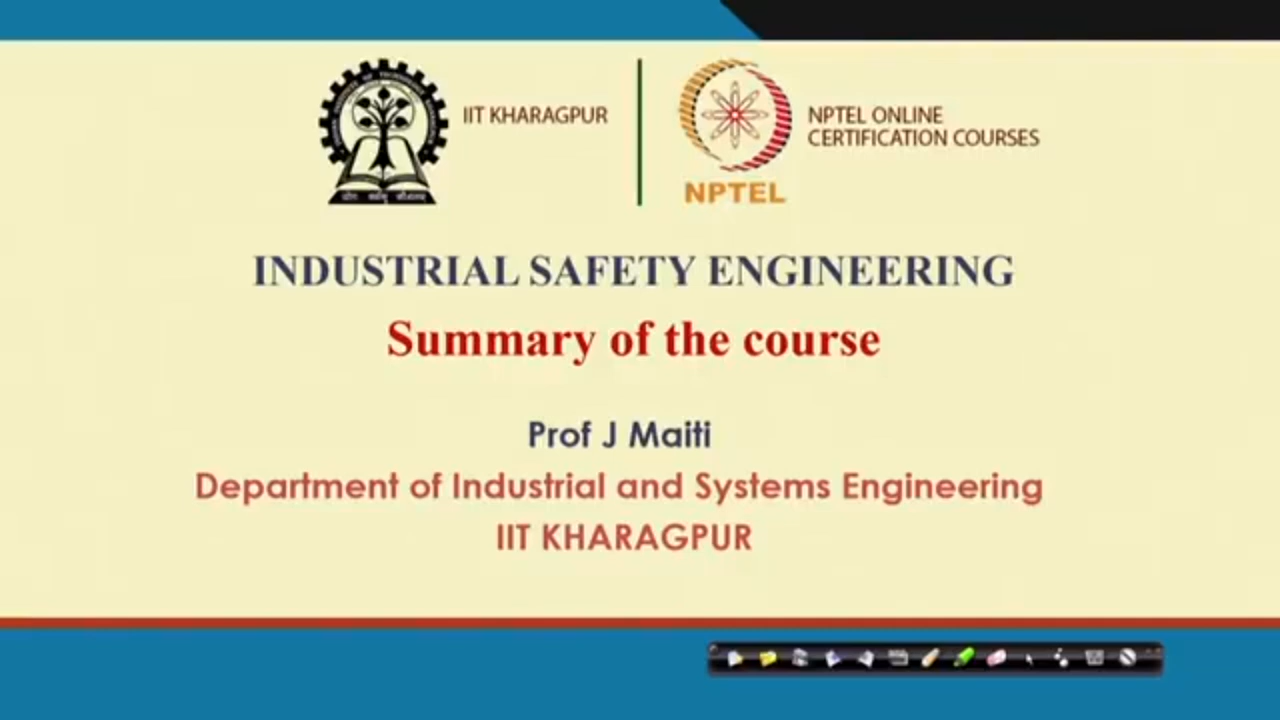 IIT KHARAGPUR
NPTEL ONLINE
CERTIFICATION COURSES
NPTEL
INDUSTRIAL SAFETY ENGINEERING
Summary of the course
Prof J Maiti
Department of Industrial and Systems Engineering
IIT KHARAGPUR